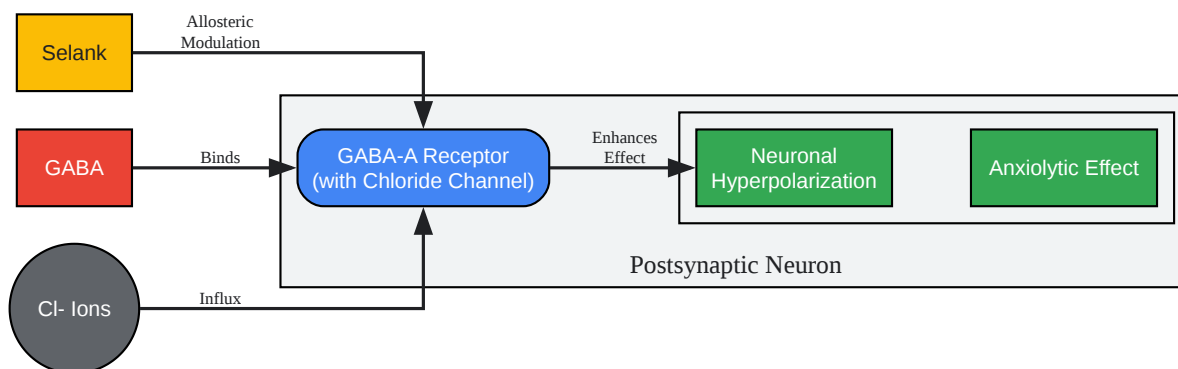 Selank
Allosteric
Modulation
GABA
Binds
GABA-A Receptor
(with Chloride Channel)
Enhances
Effect
Neuronal
Hyperpolarization
Anxiolytic Effect
Postsynaptic Neuron
Cl- Ions
Influx